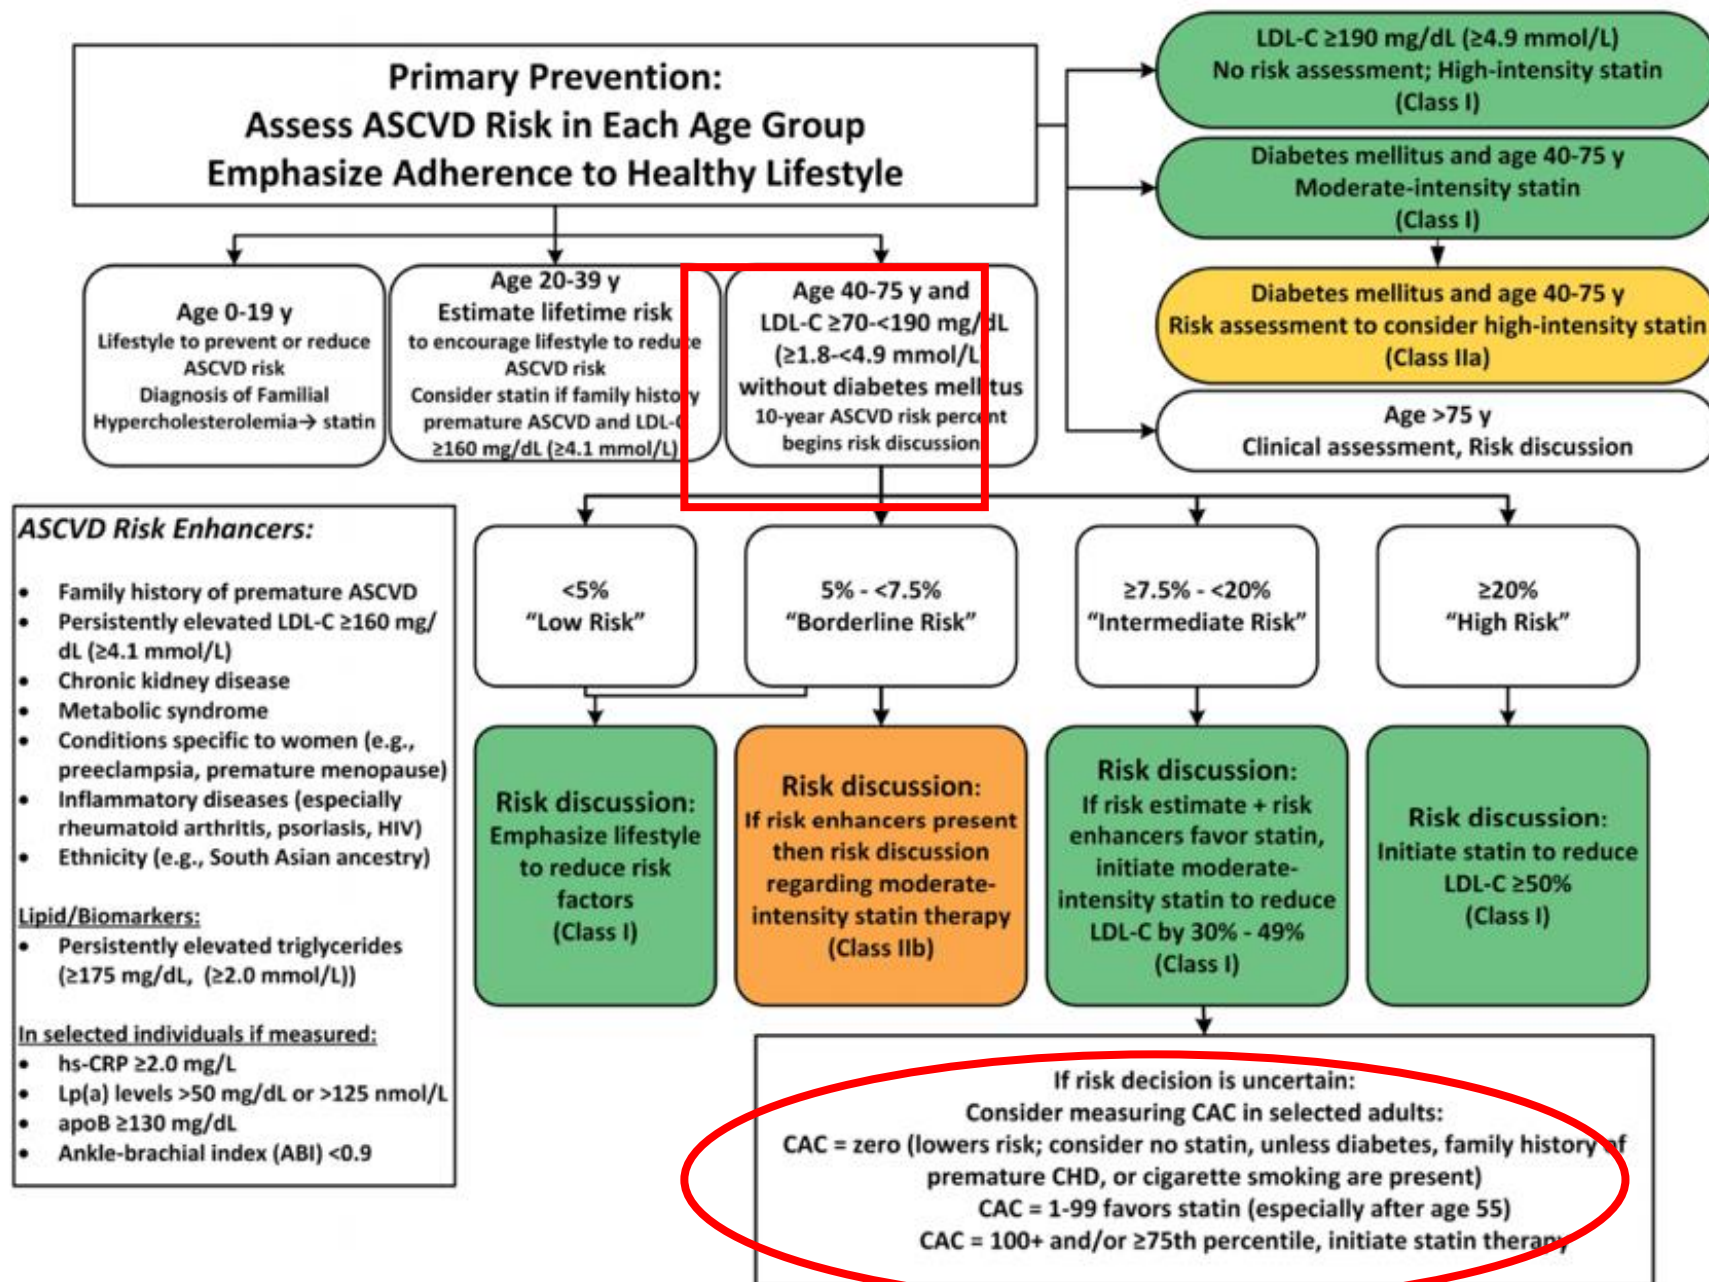 Primary Prevention:
Assess ASCVD Risk in Each Age Group
Emphasize Adherence to Healthy Lifestyle
LDL-C ≥190 mg/dL (≥4.9 mmol/L)
No risk assessment; High-intensity statin
(Class I)
Diabetes mellitus and age 40-75 y
Moderate-intensity statin
(Class I)
Diabetes mellitus and age 40-75 y
Risk assessment to consider high-intensity statin
(Class IIa)
Age >75 y
Clinical assessment, Risk discussion
Age 0-19 y
Lifestyle to prevent or reduce
ASCVD risk
Diagnosis of Familial
Hypercholesterolemia→ statin
Age 20-39 y
Estimate lifetime risk
to encourage lifestyle to reduce
ASCVD risk
Consider statin if family history
premature ASCVD and LDL-C
≥160 mg/dL (≥4.1 mmol/L)
Age 40-75 y and
LDL-C ≥70-<190 mg/dL
(≥1.8-<4.9 mmol/L)
without diabetes mellitus
10-year ASCVD risk percent
begins risk discussion
ASCVD Risk Enhancers:
• Family history of premature ASCVD
• Persistently elevated LDL-C ≥160 mg/
dL (≥4.1 mmol/L)
• Chronic kidney disease
• Metabolic syndrome
• Conditions specific to women (e.g.,
preeclampsia, premature menopause)
• Inflammatory diseases (especially
rheumatoid arthritis, psoriasis, HIV)
• Ethnicity (e.g., South Asian ancestry)
Lipid/Biomarkers:
• Persistently elevated triglycerides
(≥175 mg/dL, (≥2.0 mmol/L))
In selected individuals if measured:
• hs-CRP ≥2.0 mg/L
• Lp(a) levels >50 mg/dL or >125 nmol/L
• apoB ≥130 mg/dL
• Ankle-brachial index (ABI) <0.9
<5%
“Low Risk”
5% - <7.5%
“Borderline Risk”
≥7.5% - <20%
“Intermediate Risk”
≥20%
“High Risk”
Risk discussion:
Emphasize lifestyle
to reduce risk
factors
(Class I)
Risk discussion:
If risk enhancers present
then risk discussion
regarding moderate-
intensity statin therapy
(Class IIb)
Risk discussion:
If risk estimate + risk
enhancers favor statin,
initiate moderate-
intensity statin to reduce
LDL-C by 30% - 49%
(Class I)
Risk discussion:
Initiate statin to reduce
LDL-C ≥50%
(Class I)
If risk decision is uncertain:
Consider measuring CAC in selected adults:
CAC = zero (lowers risk; consider no statin, unless diabetes, family history of
premature CHD, or cigarette smoking are present)
CAC = 1-99 favors statin (especially after age 55)
CAC = 100+ and/or ≥75th percentile, initiate statin therapy